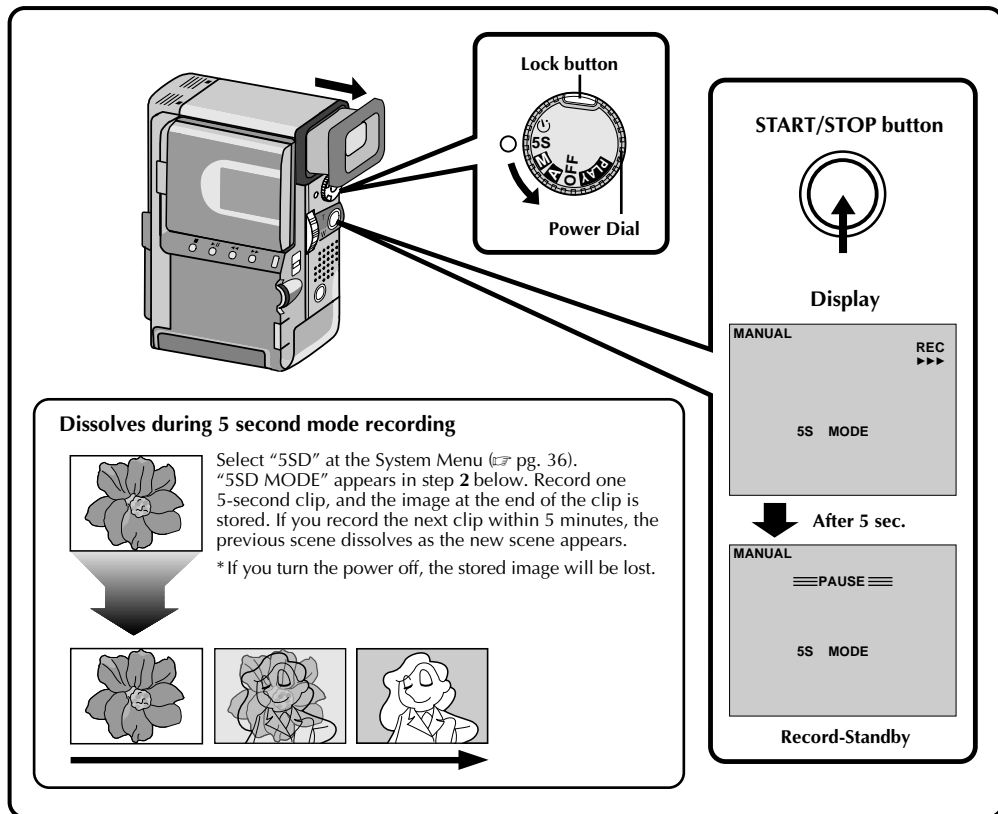 Lock button
5S
M
A
OFF
PLAY
Power Dial
T
W
START/STOP button
Display
MANUAL
REC
►►►
5S MODE
After 5 sec.
MANUAL
PAUSE
5S MODE
Record-Standby
Dissolves during 5 second mode recording
Select “5SD” at the System Menu (☞ pg. 36).
“5SD MODE” appears in step 2 below. Record one
5-second clip, and the image at the end of the clip is
stored. If you record the next clip within 5 minutes, the
previous scene dissolves as the new scene appears.
* If you turn the power off, the stored image will be lost.